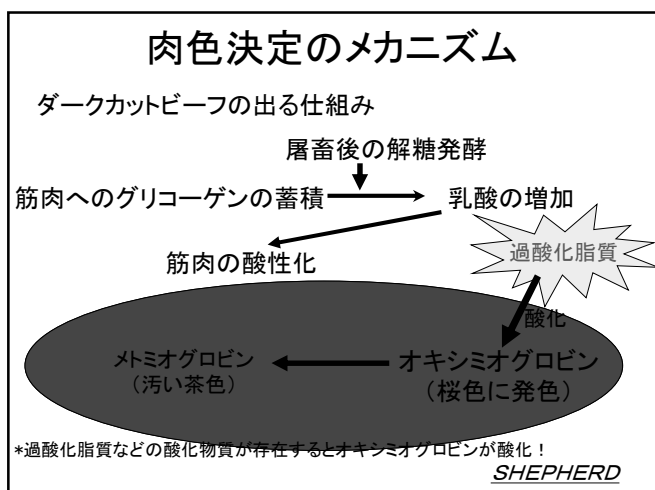 肉色決定のメカニズム
ダークカットビーフの出る仕組み
屠畜後の解糖発酵
筋肉へのグリコーゲンの蓄積
乳酸の増加
筋肉の酸性化
過酸化脂質
酸化
メトミオグロビン
（汚い茶色）
オキシミオグロビン
（桜色に発色）
*過酸化脂質などの酸化物質が存在するとオキシミオグロビンが酸化！
SHEPHERD